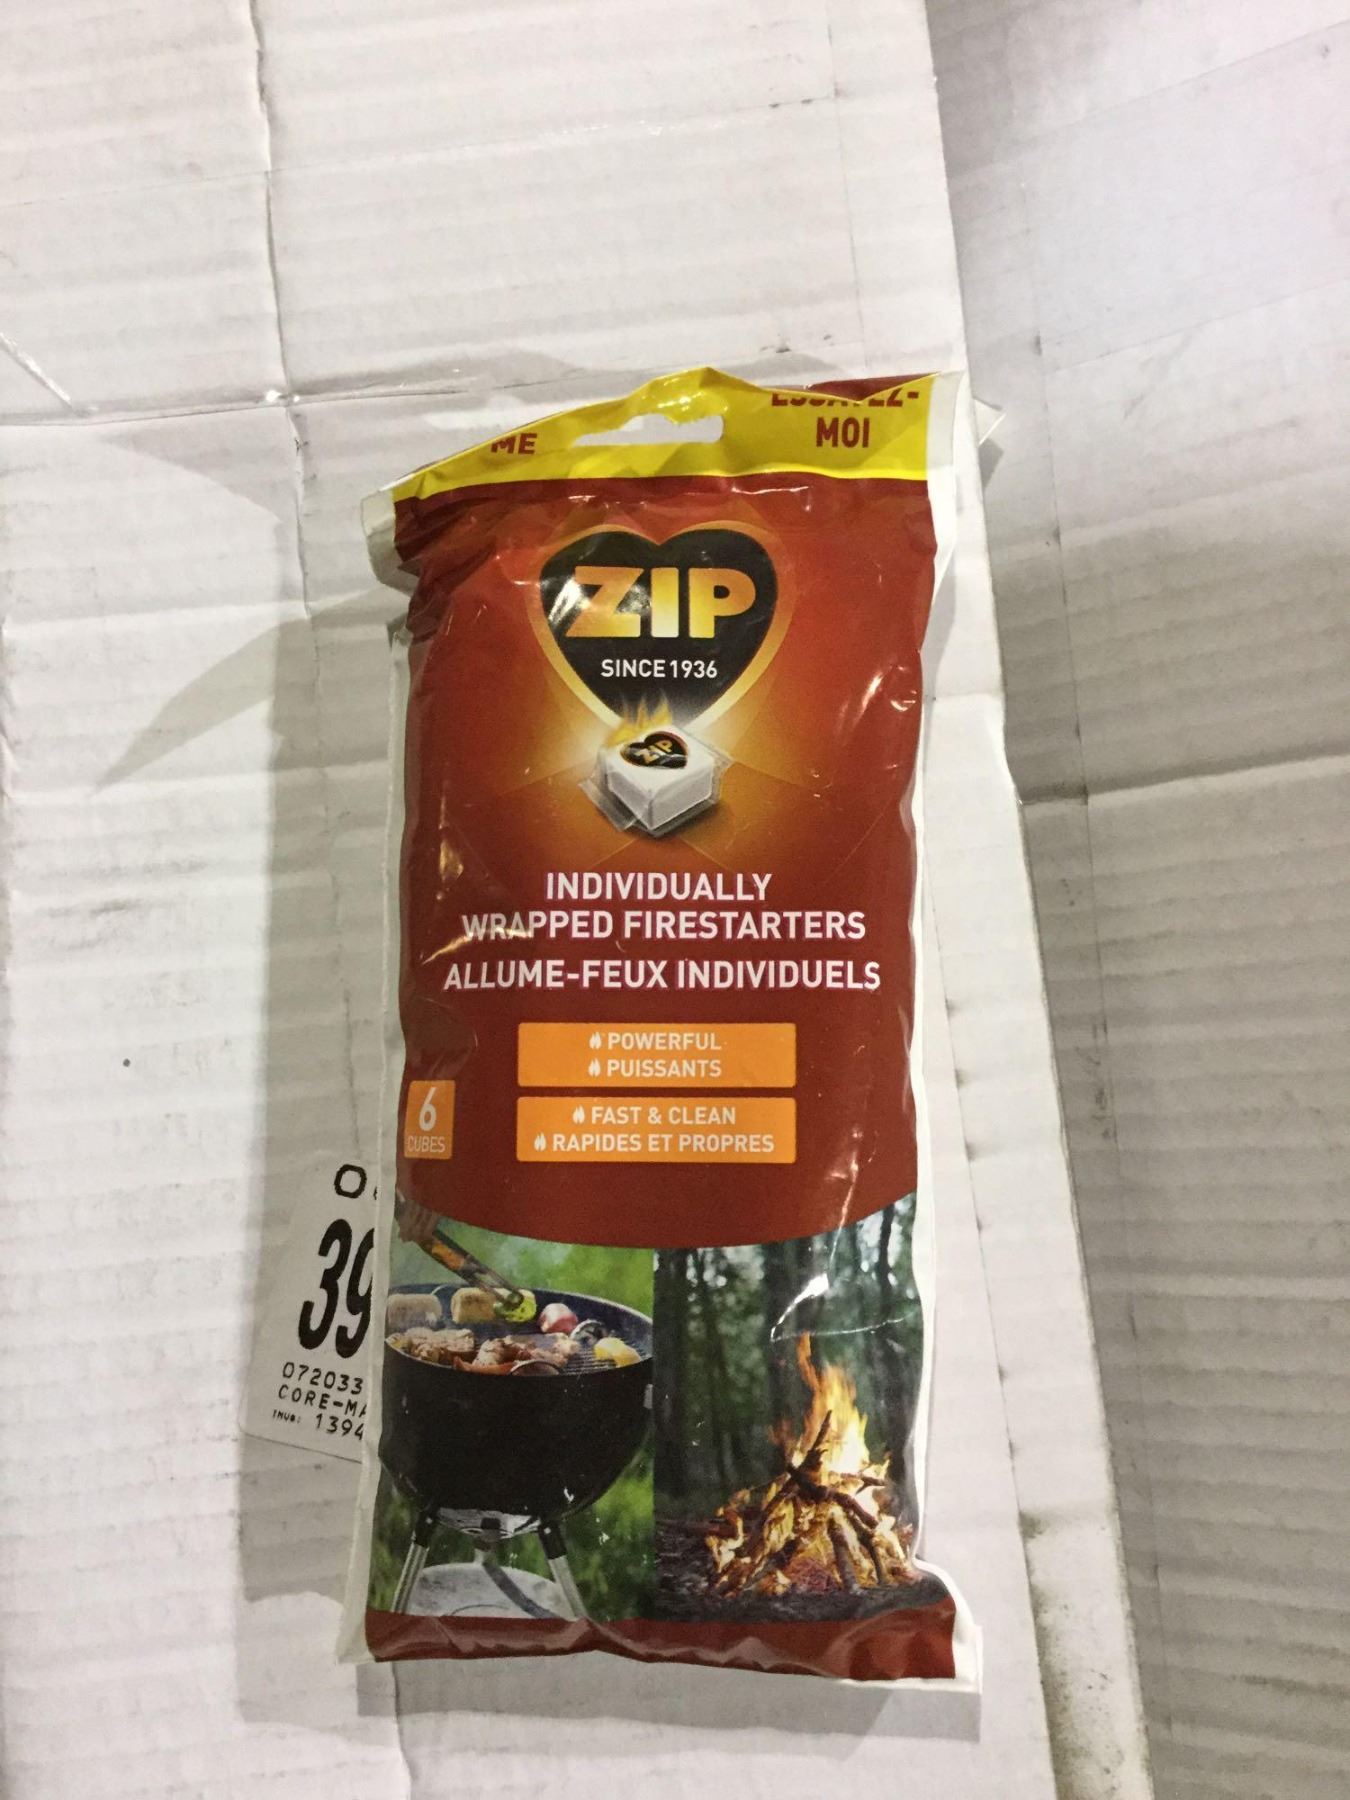 ME
MOI
ZIP
SINCE 1936
ZIP
INDIVIDUALLY
WRAPPED FIRESTARTERS
ALLUME-FEUX INDIVIDUELS
POWERFUL
PUISSANTS
FAST & CLEAN
RAPIDES ET PROPRES
6
CUBES
39
072033
CORE-MA
1394